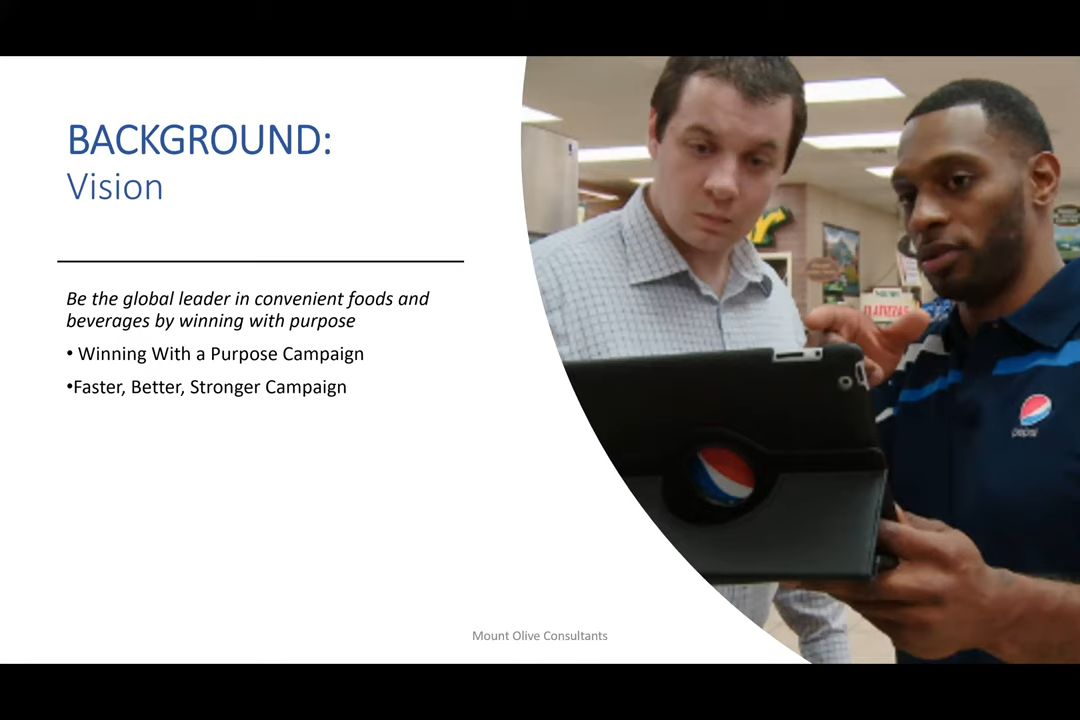 BACKGROUND:
Vision
Be the global leader in convenient foods and
beverages by winning with purpose
• Winning With a Purpose Campaign
•Faster, Better, Stronger Campaign
pepsi
Mount Olive Consultants